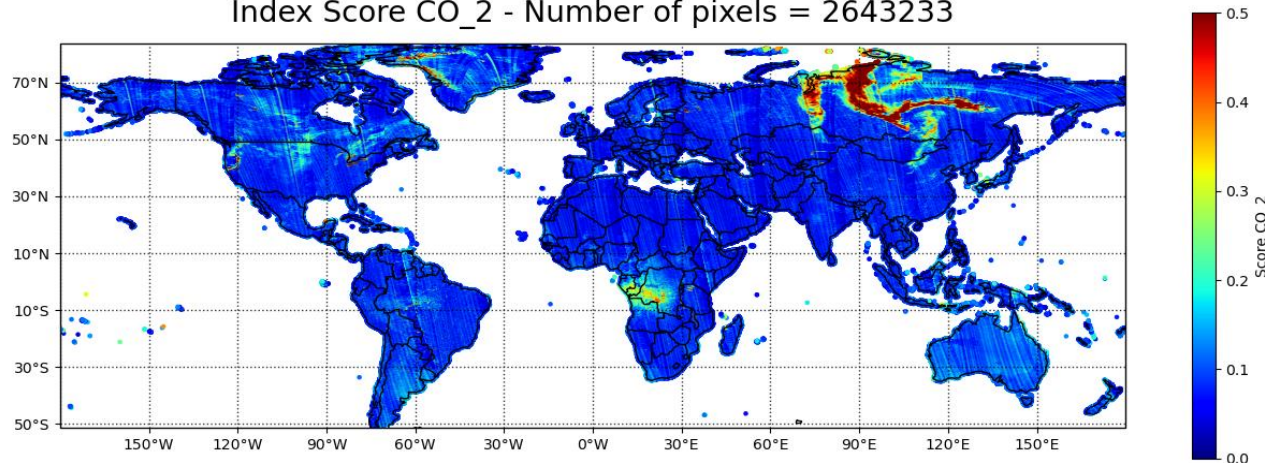 Index Score CO_2 - Number of pixels = 2643233
70°N
50°N
30°N
10°N
10°S
30°S
50°S
150°W 120°W 90°W 60°W 30°W 0°W 30°E 60°E 90°E 120°E 150°E
0.5
0.4
0.3
0.2
0.1
0.0
Score CO_2